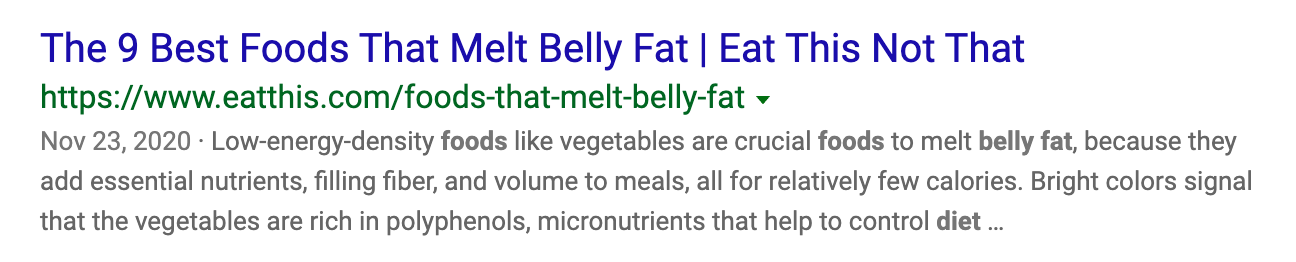 The 9 Best Foods That Melt Belly Fat | Eat This Not That
https://www.eatthis.com/foods-that-melt-belly-fat
Nov 23, 2020 · Low-energy-density foods like vegetables are crucial foods to melt belly fat, because they
add essential nutrients, filling fiber, and volume to meals, all for relatively few calories. Bright colors signal
that the vegetables are rich in polyphenols, micronutrients that help to control diet ...